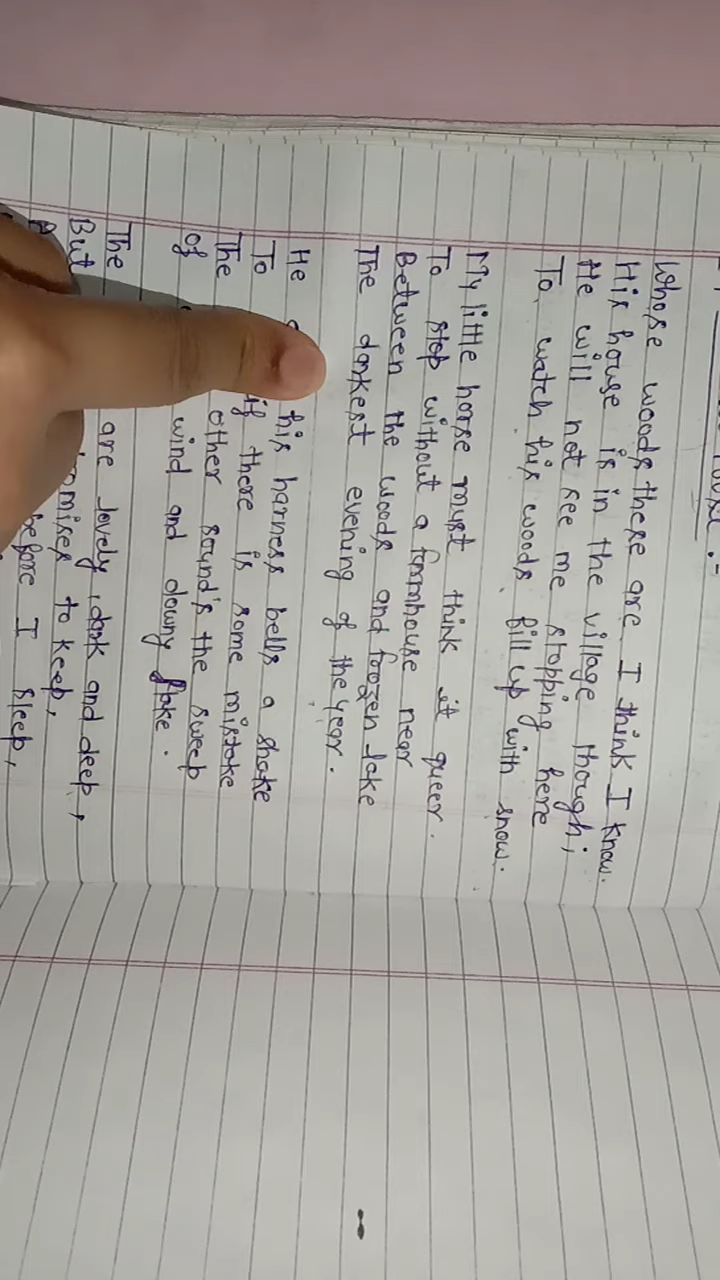 Whose woods these are I think I know.
His house is in the village though;
He will not see me stopping here
To watch his woods fill up with snow.
My little horse must think it queer.
To stop without a farmhouse near
Between the woods and frozen lake
The darkest evening of the year.
He his harness bells a shake
To if there is some mistake
The other sound's the sweep
of wind and downy flake.
The are lovely, dark and deep,
But to keep,
before I sleep,